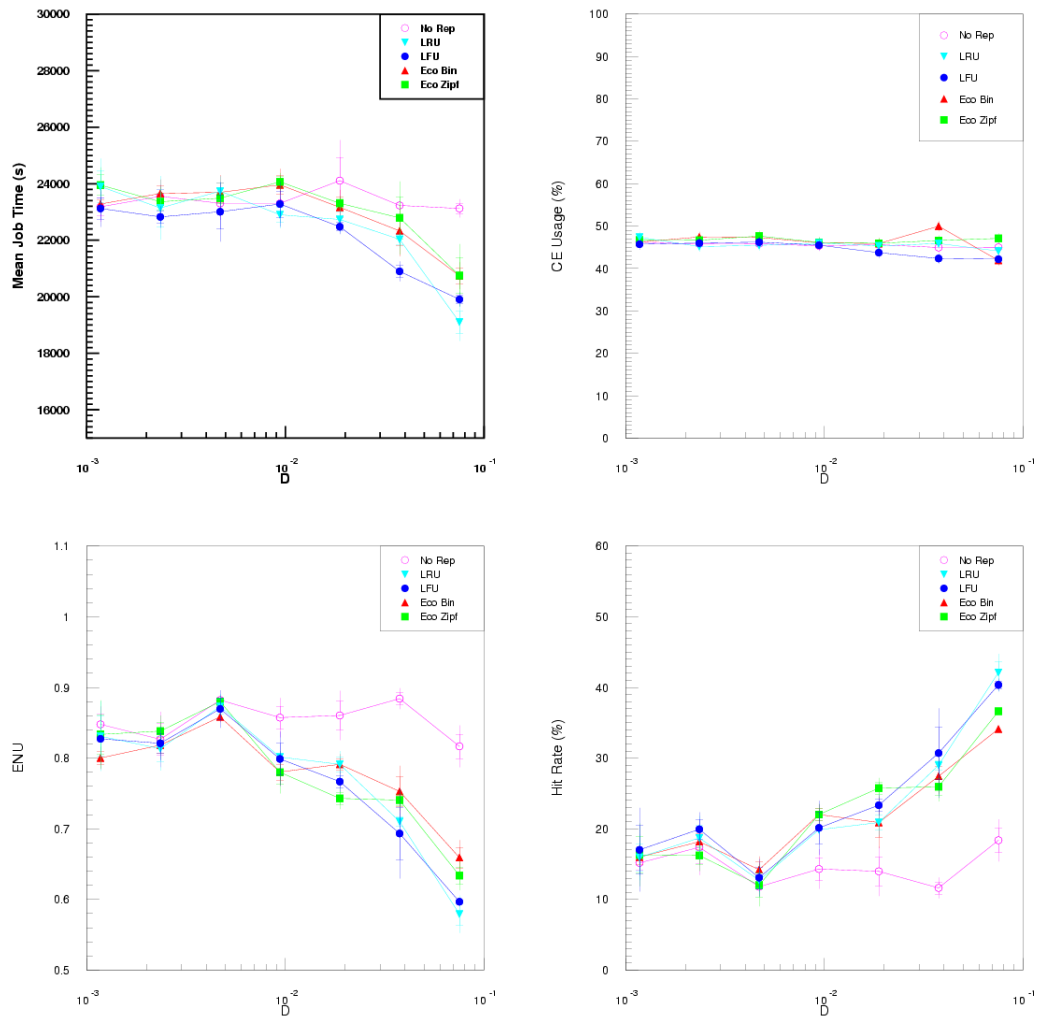 Mean Job Time (s)
30000
28000
26000
24000
22000
20000
18000
16000
No Rep
LRU
LFU
Eco Bin
Eco Zipf
10 -3
10 -2
10 -1
D
CE Usage (%)
100
90
80
70
60
50
40
30
20
10
0
No Rep
LRU
LFU
Eco Bin
Eco Zipf
10 -3
10 -2
10 -1
D
ENU
1.1
1
0.9
0.8
0.7
0.6
0.5
No Rep
LRU
LFU
Eco Bin
Eco Zipf
10 -3
10 -2
10 -1
D
Hit Rate (%)
60
50
40
30
20
10
0
No Rep
LRU
LFU
Eco Bin
Eco Zipf
10 -3
10 -2
10 -1
D